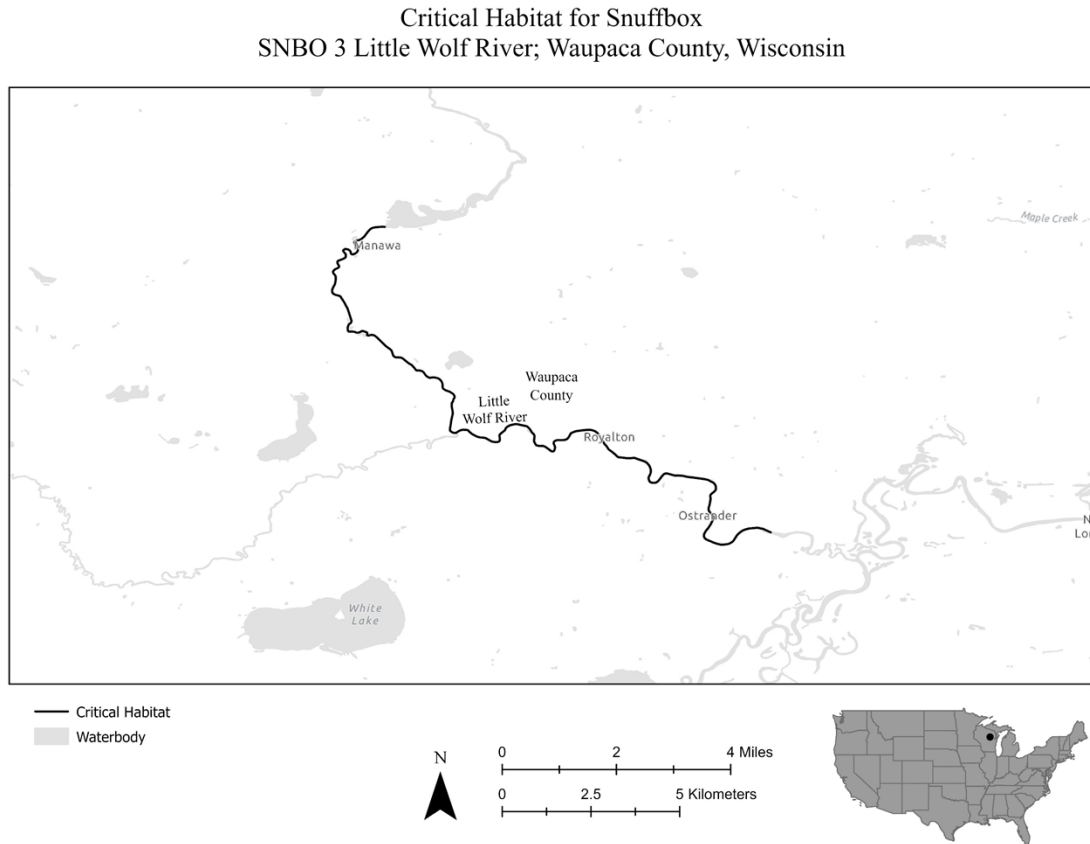 Critical Habitat for Snuffbox
SNBO 3 Little Wolf River; Waupaca County, Wisconsin
Maple Creek
Manawa
Waupaca
County
Little
Wolf River
Royalton
Ostrander
N
Lon
White
Lake
Critical Habitat
Waterbody
N
0 2 4 Miles
0 2.5 5 Kilometers